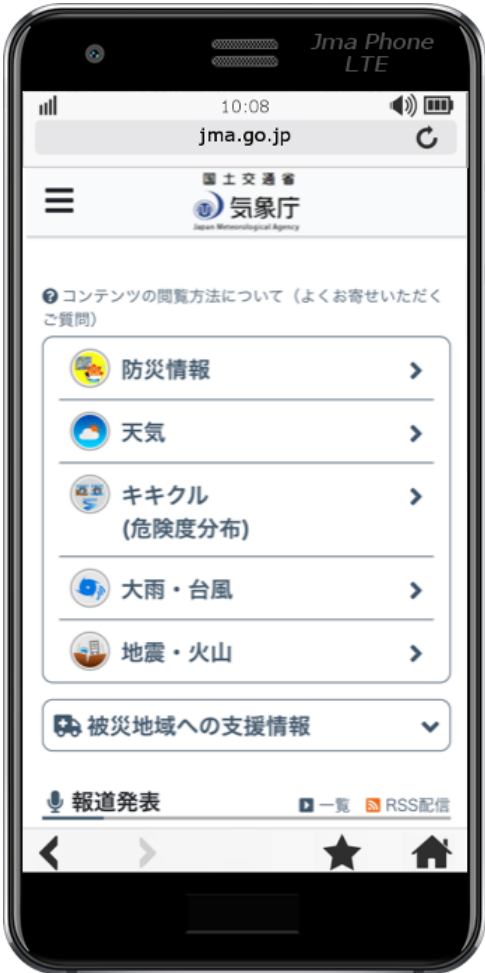 Jma Phone
LTE
10:08
jma.go.jp
国土交通省
気象庁
Japan Meteorological Agency
コンテンツの閲覧方法について（よくお寄せいただく
ご質問）
防災情報
天気
キキクル
(危険度分布)
大雨・台風
地震・火山
被災地域への支援情報
報道発表
一覧
RSS配信